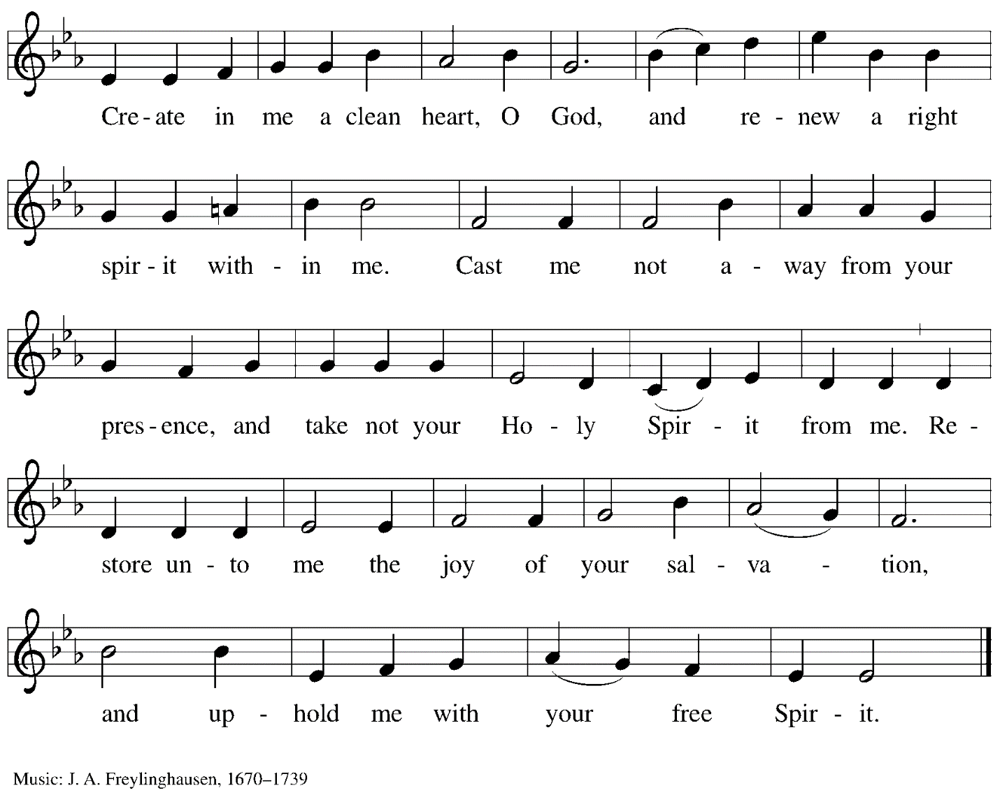 Cre - ate in me a clean heart, O God, and re - new a right
spir - it with - in me. Cast me not a - way from your
pres - ence, and take not your Ho - ly Spir - it from me. Re -
store un - to me the joy of your sal - va - tion,
and up - hold me with your free Spir - it.
Music: J. A. Freylinghausen, 1670–1739